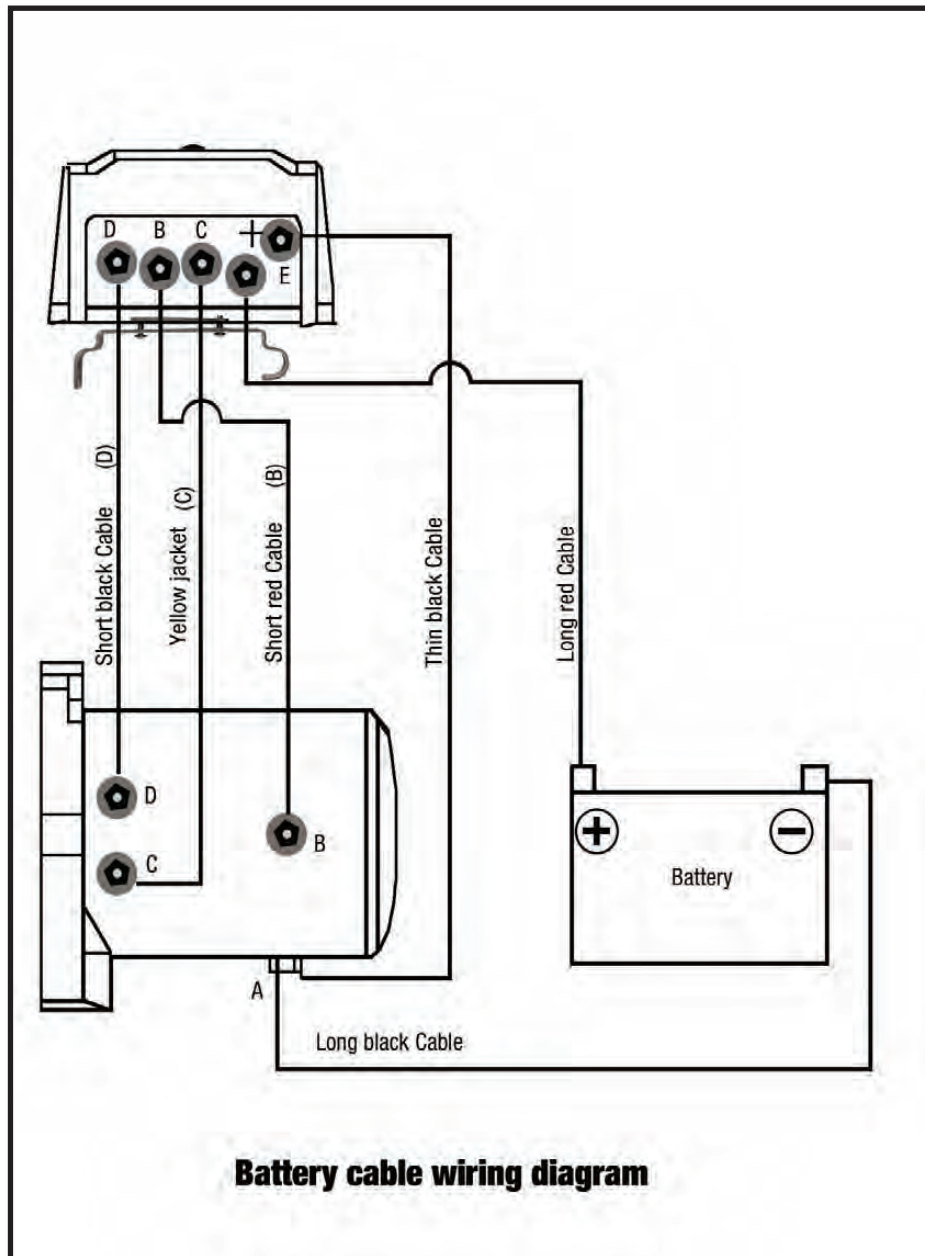 D B C +
E
Short black Cable (D)
Yellow jacket (C)
Short red Cable (B)
Thin black Cable
Long red Cable
D
C
B
+ −
Battery
A
Long black Cable
Battery cable wiring diagram